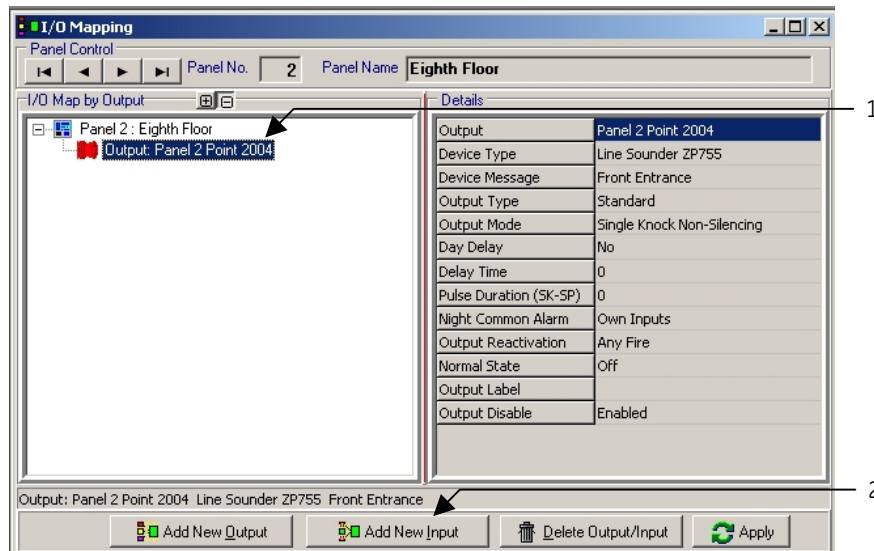 I/O Mapping
Panel Control
Panel No. 2 Panel Name Eighth Floor
I/O Map by Output
Details
1
Panel 2 : Eighth Floor
Output: Panel 2 Point 2004
Output Panel 2 Point 2004
Device Type Line Sounder ZP755
Device Message Front Entrance
Output Type Standard
Output Mode Single Knock Non-Silencing
Day Delay No
Delay Time 0
Pulse Duration (SK-SP) 0
Night Common Alarm Own Inputs
Output Reactivation Any Fire
Normal State Off
Output Label
Output Disable Enabled
2
Output: Panel 2 Point 2004 Line Sounder ZP755 Front Entrance
Add New Output Add New Input Delete Output/Input Apply